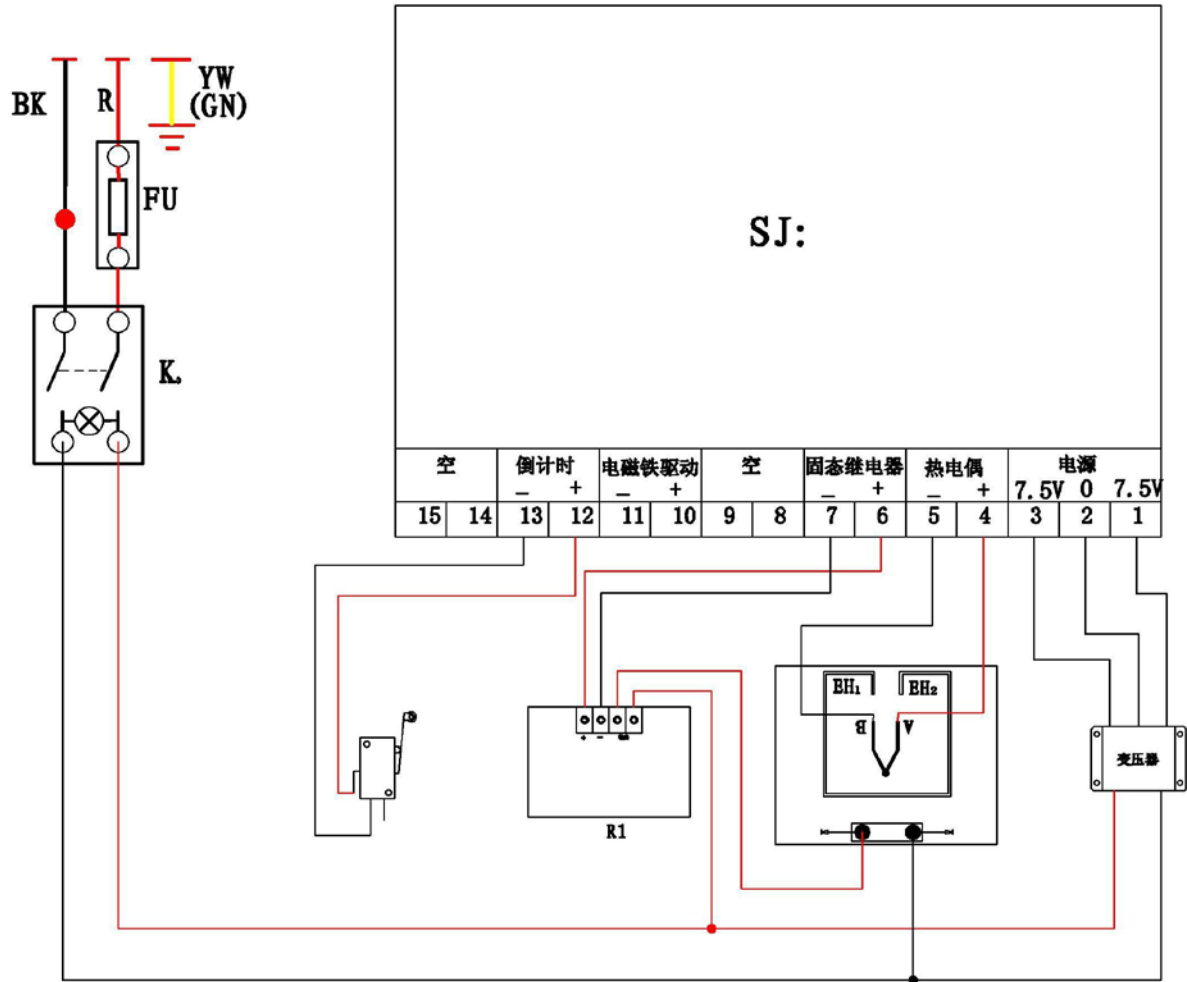 BK
R
YW
(GN)
FU
K.
SJ:
空 倒计时 电磁铁驱动 空 固态继电器 热电偶 电源
− + − + − + − + 7.5V 0 7.5V
15 14 13 12 11 10 9 8 7 6 5 4 3 2 1
EH₁ EH₂
B A
+ −
R1
变压器